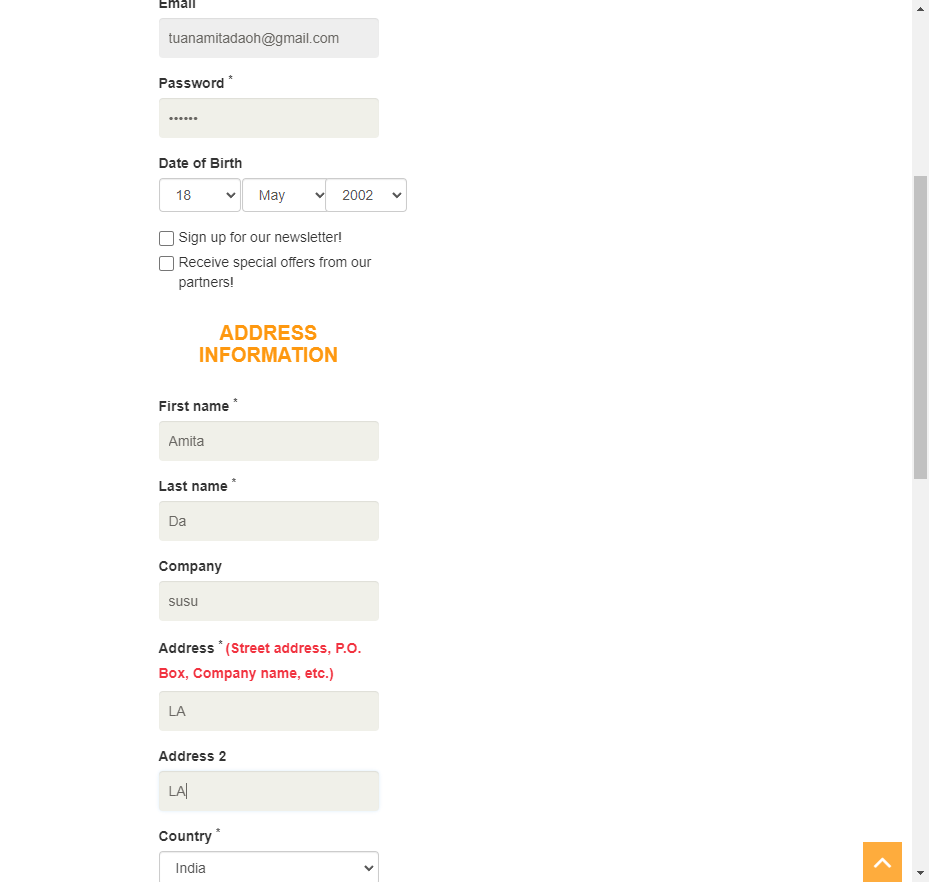 Email
tuanamitadaoh@gmail.com
Password *
••••••
Date of Birth
18 May 2002
Sign up for our newsletter!
Receive special offers from our
partners!
ADDRESS
INFORMATION
First name *
Amita
Last name *
Da
Company
susu
Address * (Street address, P.O.
Box, Company name, etc.)
LA
Address 2
LA
Country *
India